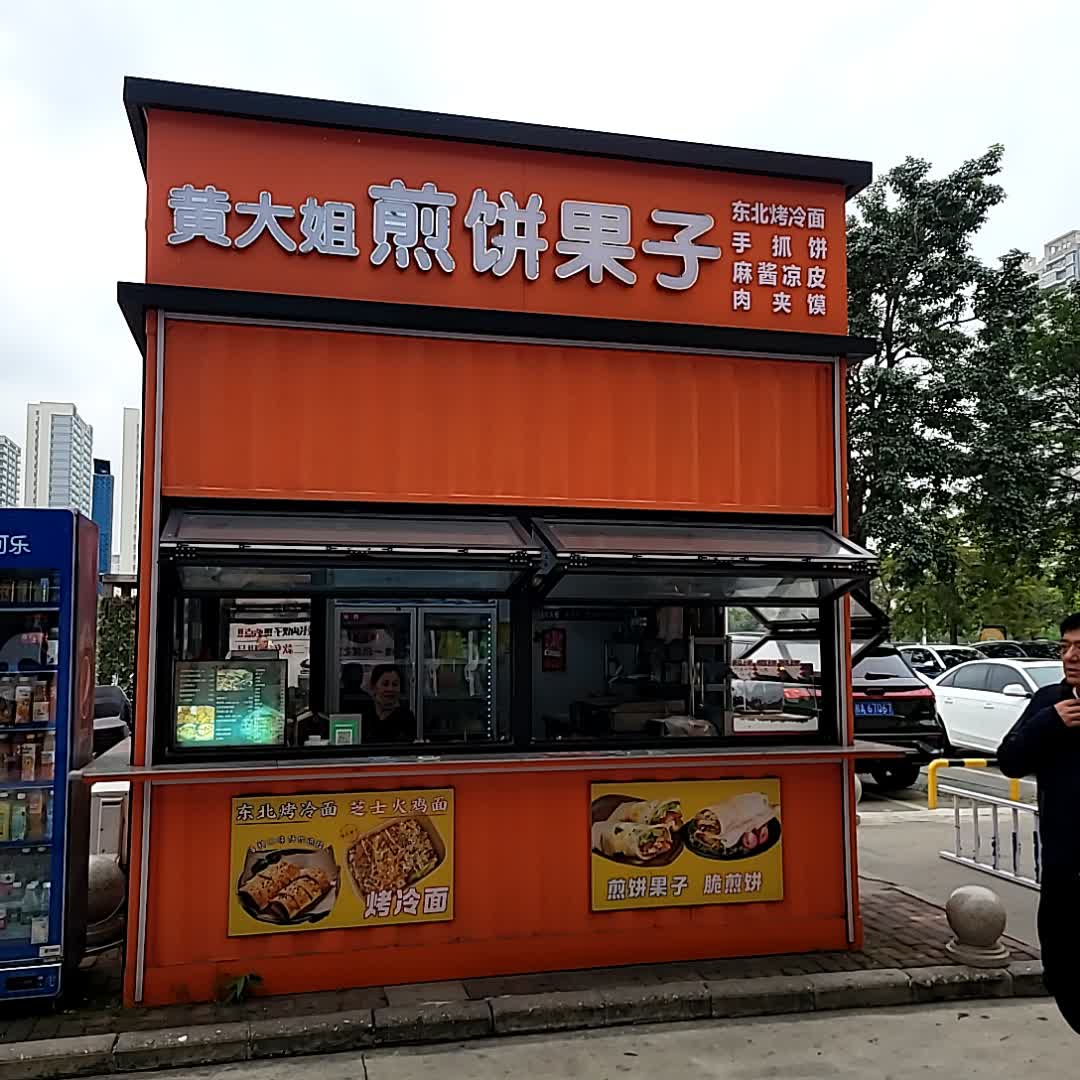 黄大姐煎饼果子
东北烤冷面
手抓饼
麻酱凉皮
肉夹馍
可乐
东北烤冷面 芝士火鸡面
烤冷面
煎饼果子 脆煎饼